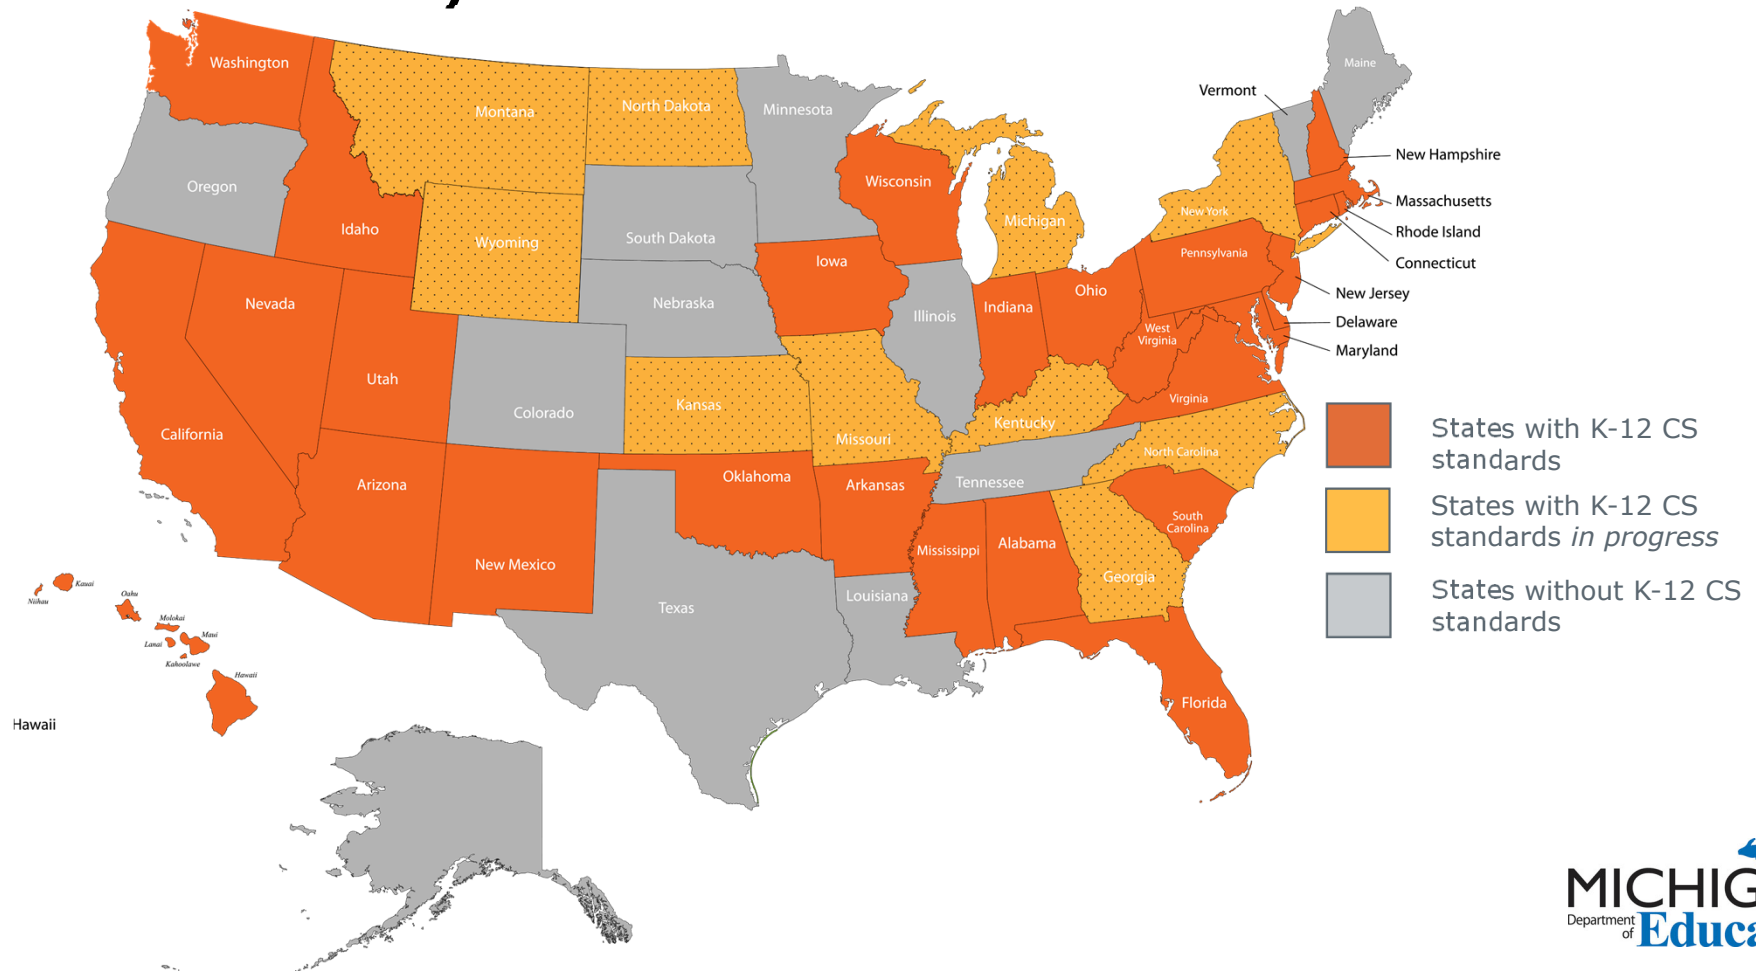 Washington
Montana
North Dakota
Minnesota
Maine
Vermont
Oregon
Idaho
Wyoming
South Dakota
Wisconsin
Michigan
New York
New Hampshire
Massachusetts
Rhode Island
Connecticut
New Jersey
Delaware
Maryland
Nevada
Utah
California
Nebraska
Iowa
Illinois
Indiana
Ohio
Pennsylvania
West
Virginia
Virginia
Colorado
Kansas
Missouri
Kentucky
North Carolina
Tennessee
Arizona
New Mexico
Oklahoma
Arkansas
South
Carolina
Mississippi
Alabama
Georgia
Texas
Louisiana
Florida
States with K-12 CS
standards
States with K-12 CS
standards in progress
States without K-12 CS
standards
Kauai
Niihau
Oahu
Molokai
Lanai
Maui
Kahoolawe
Hawaii
Hawaii
MICHIG
Department
of
Educa